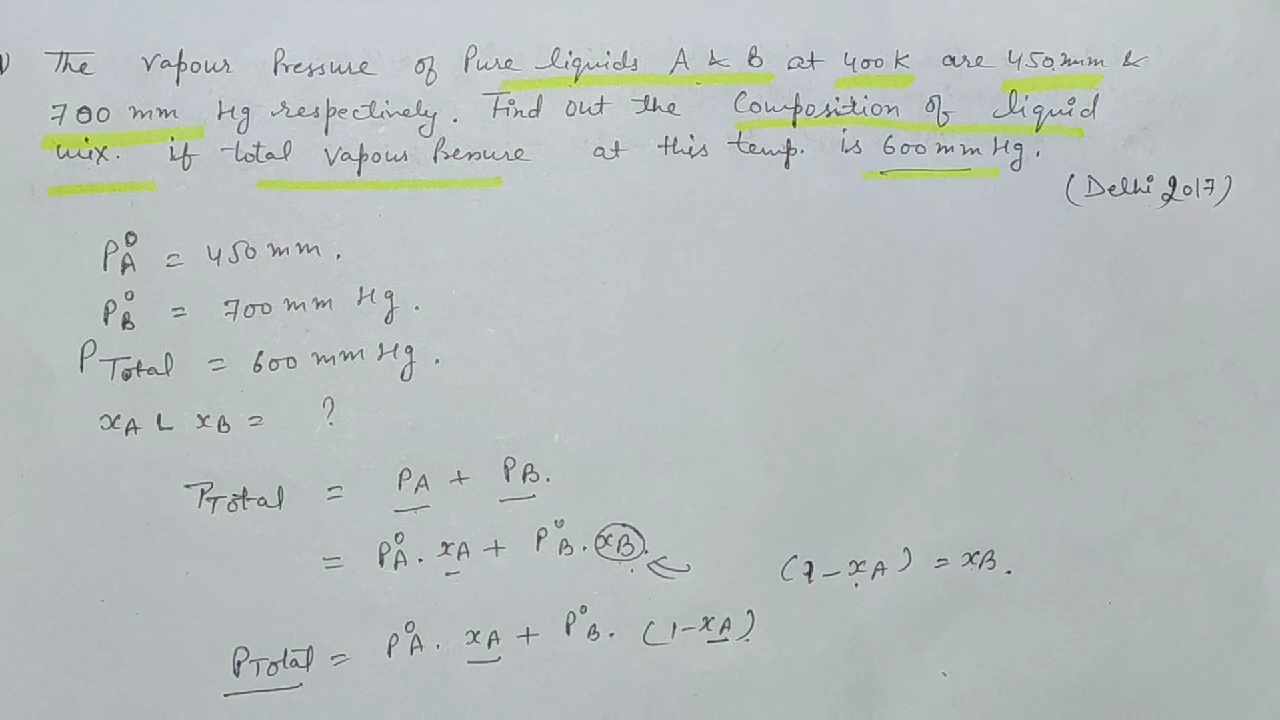 The vapour Pressure of Pure liquids A & B at 400 K are 450 mm &
700 mm Hg respectively. Find out the Composition of liquid
mix. if total vapour Pressure at this temp. is 600 mm Hg.
(Delhi 2017)
P°A = 450 mm.
P°B = 700 mm Hg.
P Total = 600 mm Hg.
xA & xB = ?
PTotal = PA + PB.
= P°A . xA + P°B . xB. (1-xA) = xB.
PTotal = P°A . xA + P°B . (1-xA)